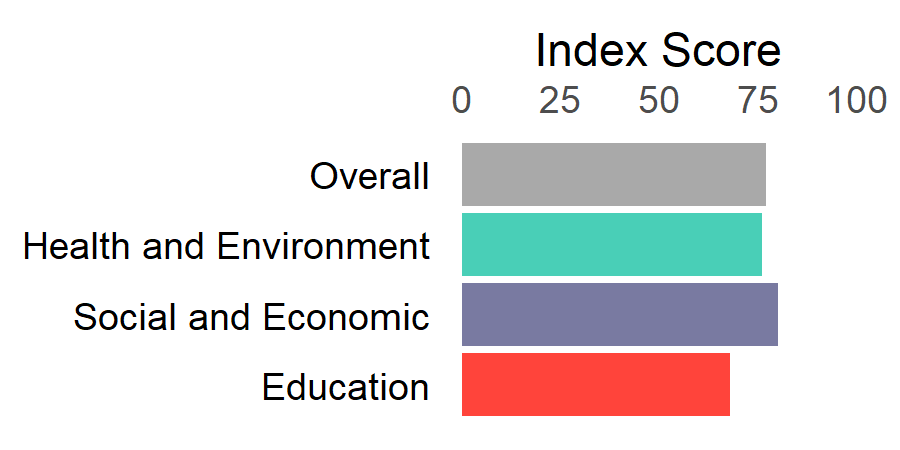 Index Score
0 25 50 75 100
Overall
Health and Environment
Social and Economic
Education